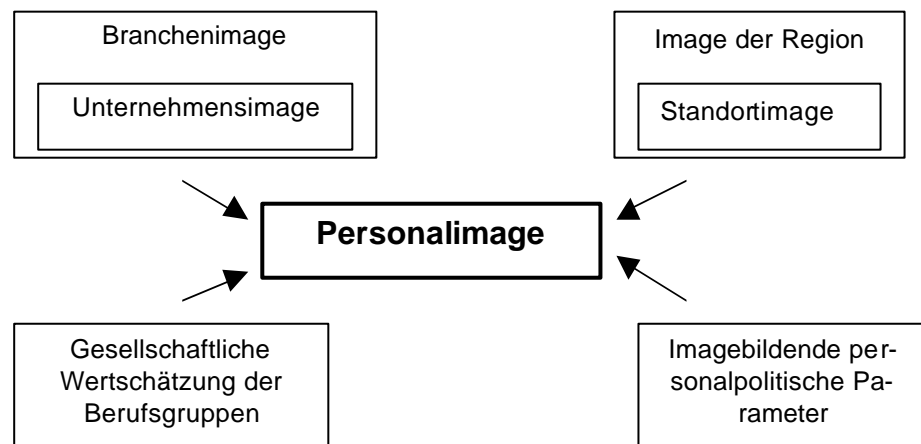 Branchenimage
Unternehmensimage
Image der Region
Standortimage
Personalimage
Gesellschaftliche
Wertschätzung der
Berufsgruppen
Imagebildende per-
sonalpolitische Pa-
rameter